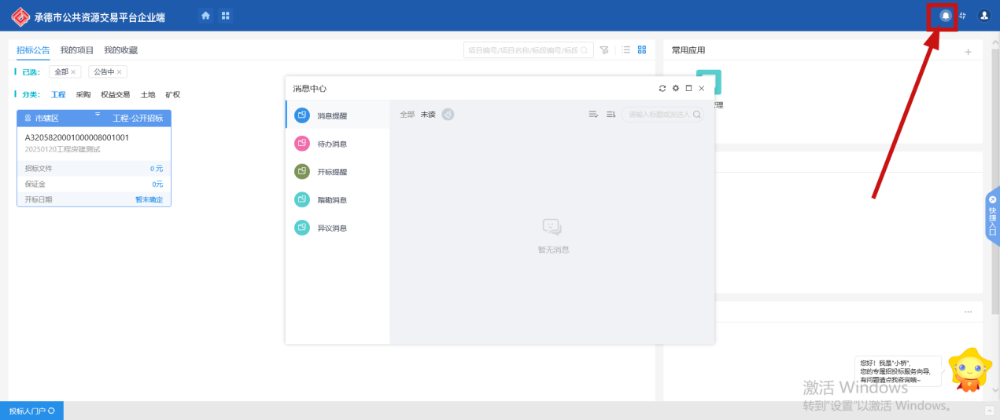 承德市公共资源交易平台企业端
招标公告 我的项目 我的收藏
项目编号/项目名称/标段编号/标段
常用应用
已选: 全部 公告中
分类: 工程 采购 权益交易 土地 矿权
市辖区 工程-公开招标
A3205820001000008001001
20250120工程房建测试
招标文件 0 元
保证金 0元
开标日期 暂未确定
消息中心
消息提醒
待办消息
开标提醒
踏勘消息
异议消息
全部 未读
请输入标题或发送人
暂无消息
理
快捷入口
您好！我是"小桥",
您的专属招投标服务向导,
有问题请点我咨询哦~
激活 Windows
转到"设置"以激活 Windows。
投标人门户